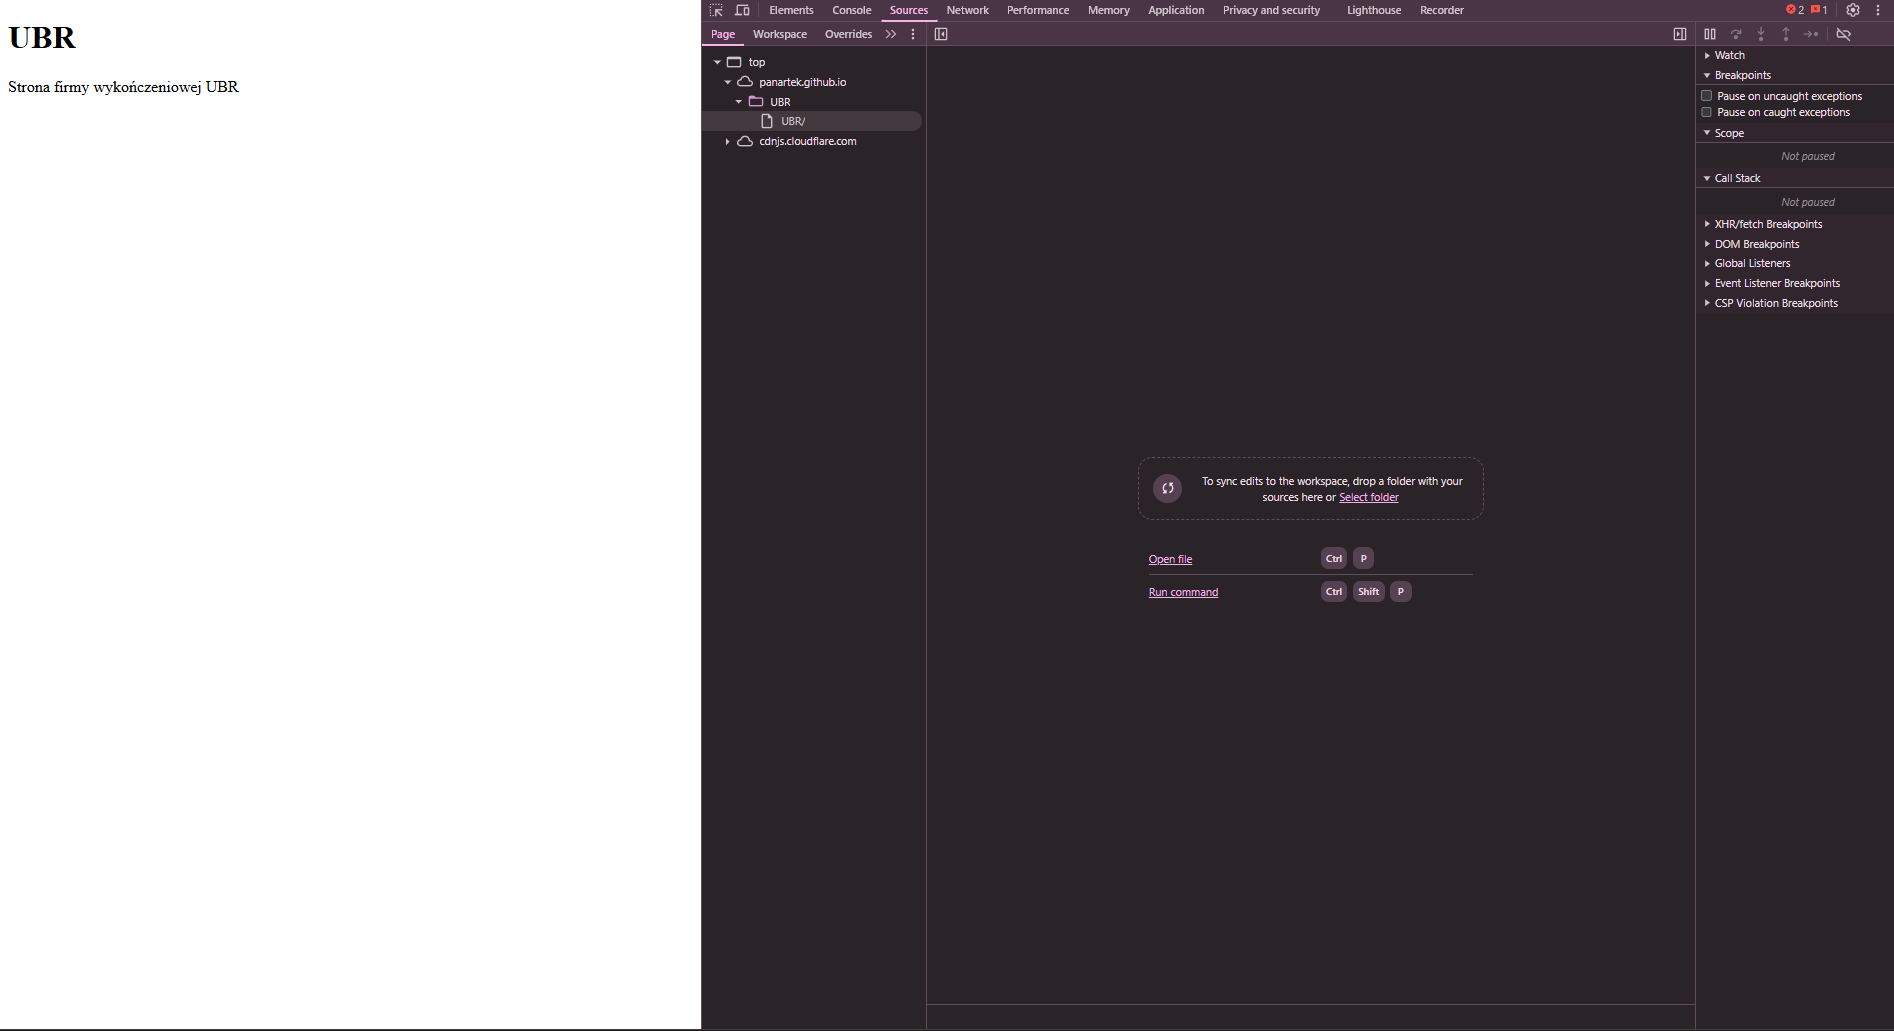 UBR
Strona firmy wykończeniowej UBR
Elements Console Sources Network Performance Memory Application Privacy and security Lighthouse Recorder 2 1
Page Workspace Overrides
top
panartek.github.io
UBR
UBR/
cdnjs.cloudflare.com
To sync edits to the workspace, drop a folder with your
sources here or Select folder
Open file Ctrl P
Run command Ctrl Shift P
Watch
Breakpoints
Pause on uncaught exceptions
Pause on caught exceptions
Scope
Not paused
Call Stack
Not paused
XHR/fetch Breakpoints
DOM Breakpoints
Global Listeners
Event Listener Breakpoints
CSP Violation Breakpoints